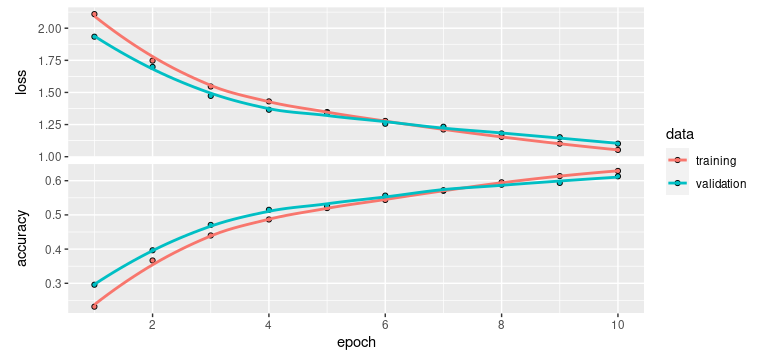 loss
2.00
1.75
1.50
1.25
1.00
accuracy
0.6
0.5
0.4
0.3
2 4 6 8 10
epoch
data
training
validation